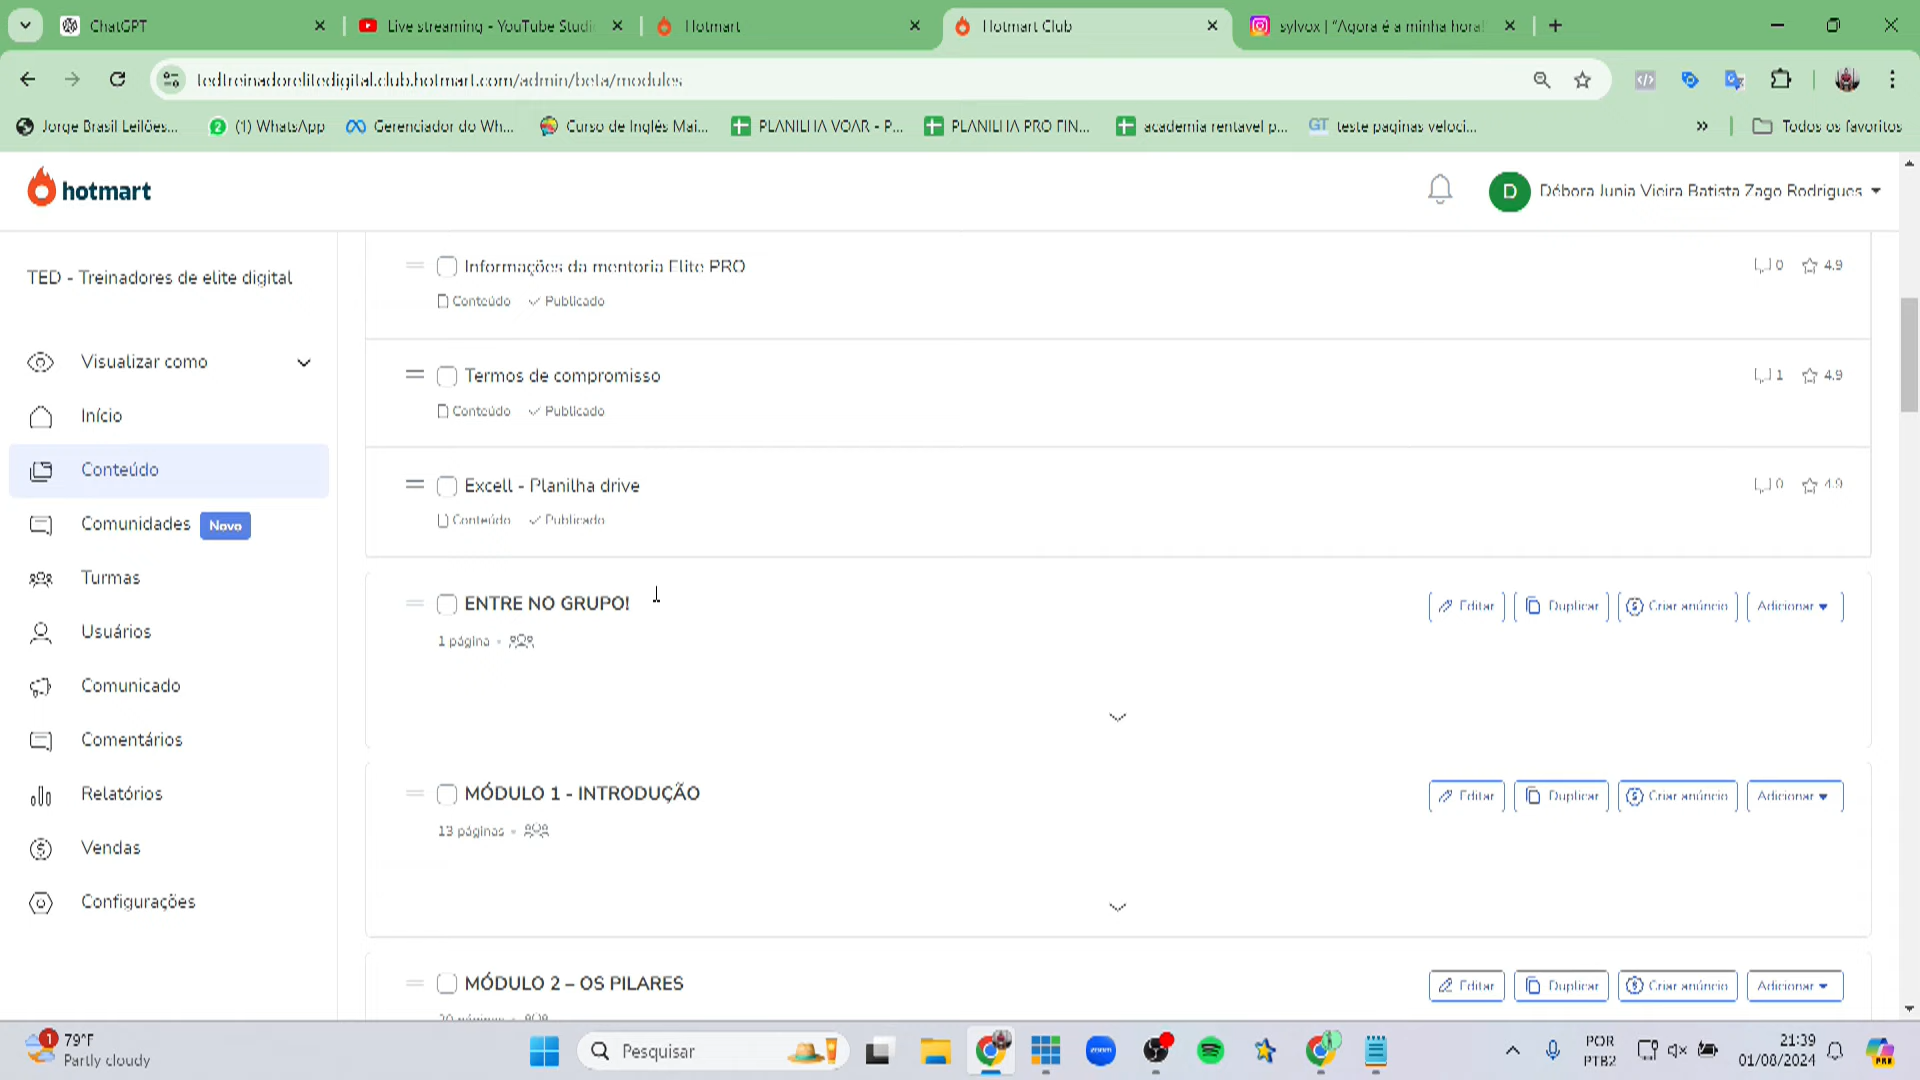 ChatGPT
Live streaming - YouTube Studi
Hotmart
Hotmart Club
sylvox | "Agora é a minha hora!
tedtreinadorelitedigital.club.hotmart.com/admin/beta/modules
Jorge Brasil Leilões...
(1) WhatsApp
Gerenciador do Wh...
Curso de Inglês Mai...
PLANILHA VOAR - P...
PLANILHA PRO FIN...
academia rentavel p...
GT teste paginas veloci...
»
Todos os favoritos
hotmart
D
Débora Junia Vieira Batista Zago Rodrigues
TED - Treinadores de elite digital
Visualizar como
Início
Conteúdo
Comunidades Novo
Turmas
Usuários
Comunicado
Comentários
Relatórios
Vendas
Configurações
Informações da mentoria Elite PRO
0 4.9
Conteúdo Publicado
Termos de compromisso
1 4.9
Conteúdo Publicado
Excell - Planilha drive
0 4.9
Conteúdo Publicado
ENTRE NO GRUPO!
Editar Duplicar Criar anúncio Adicionar
1 página •
MÓDULO 1 - INTRODUÇÃO
Editar Duplicar Criar anúncio Adicionar
13 páginas •
MÓDULO 2 – OS PILARES
Editar Duplicar Criar anúncio Adicionar
1
79°F
Partly cloudy
Pesquisar
zoom
POR
PTB2
21:39
01/08/2024
PRE